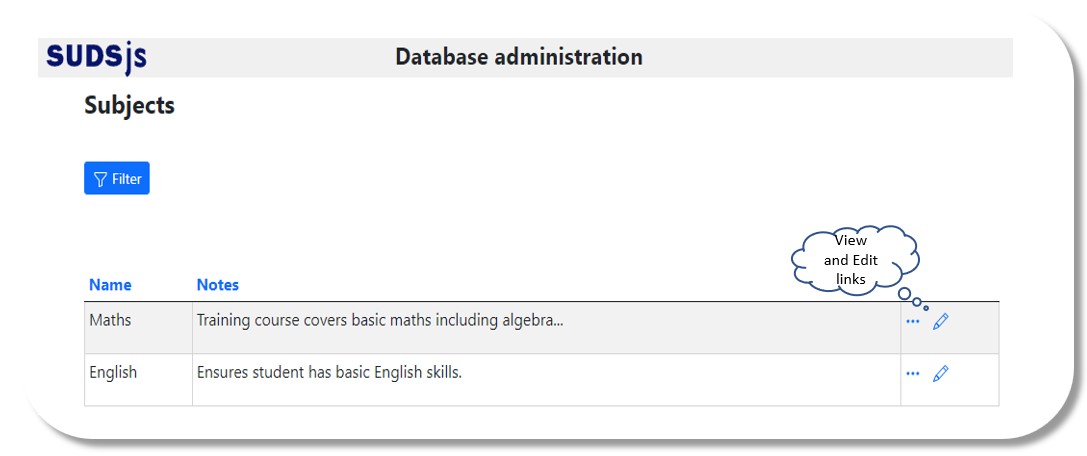 SUDSjs Database administration
Subjects
Filter
View
and Edit
links
Name Notes
Maths Training course covers basic maths including algebra...
English Ensures student has basic English skills.